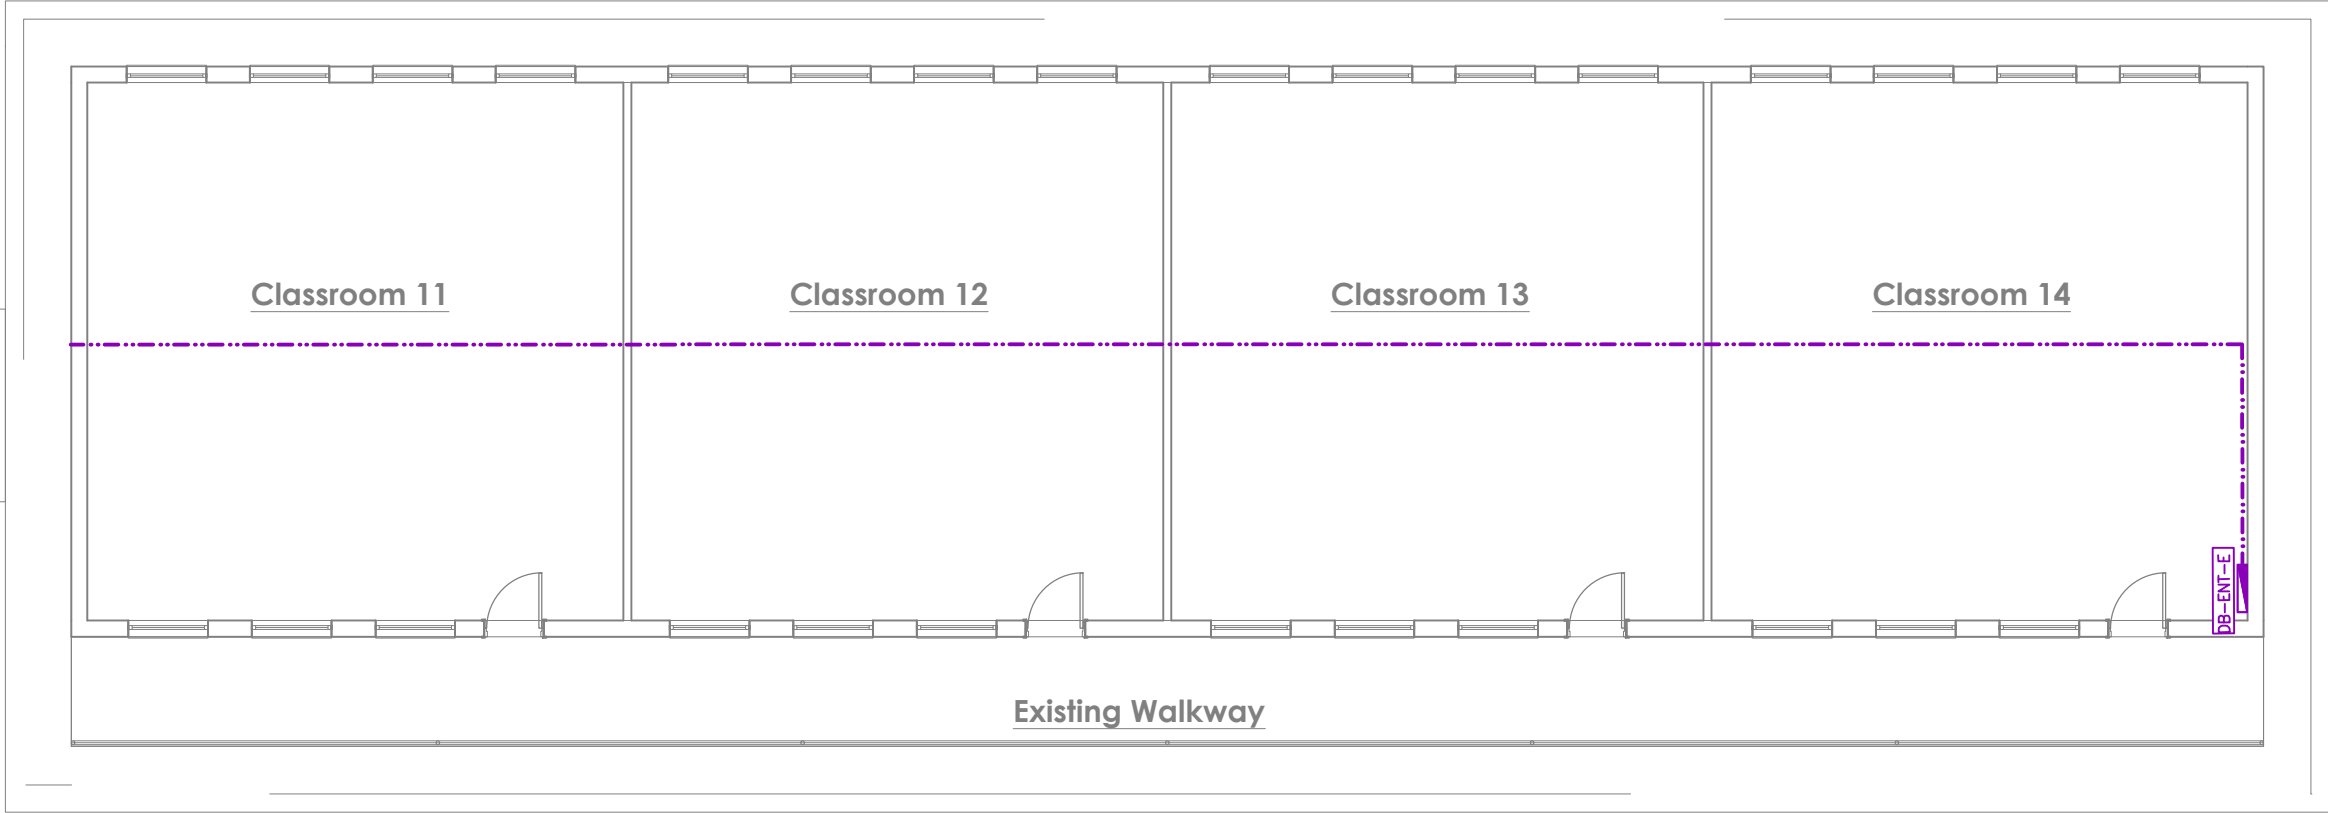 Classroom 11
Classroom 12
Classroom 13
Classroom 14
DB-ENT-E
Existing Walkway